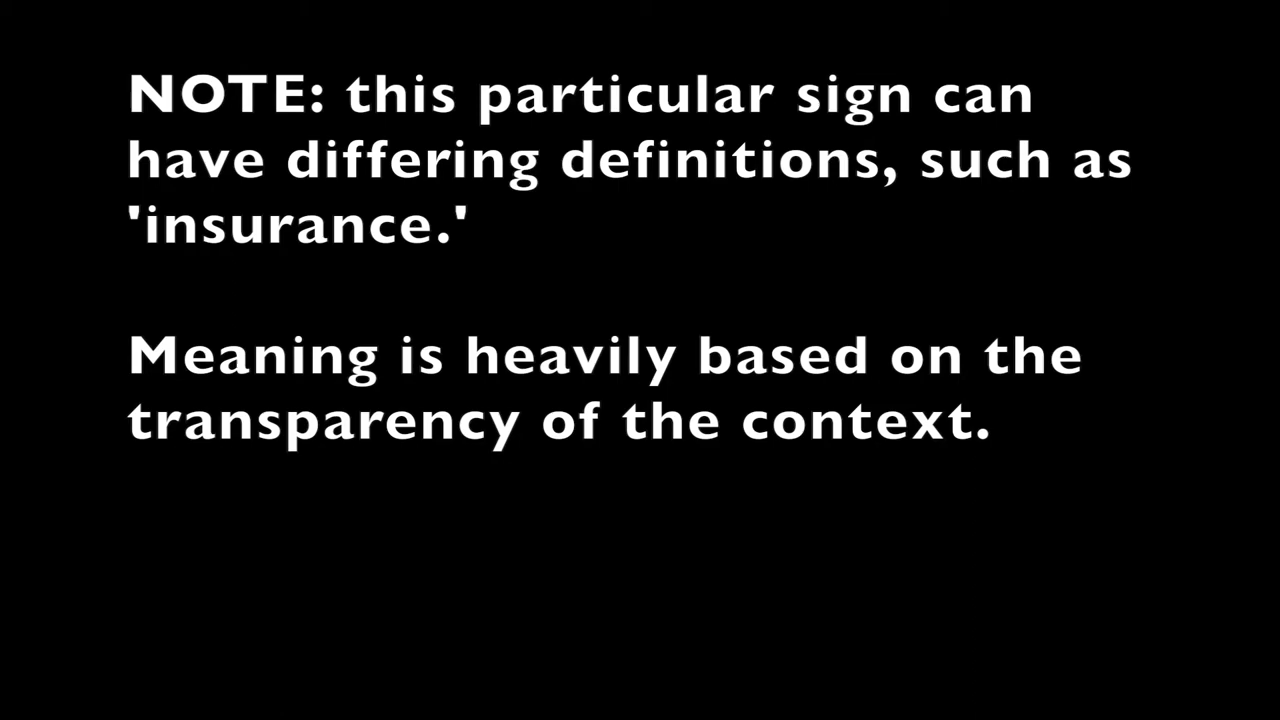 NOTE: this particular sign can
have differing definitions, such as
'insurance.'
Meaning is heavily based on the
transparency of the context.